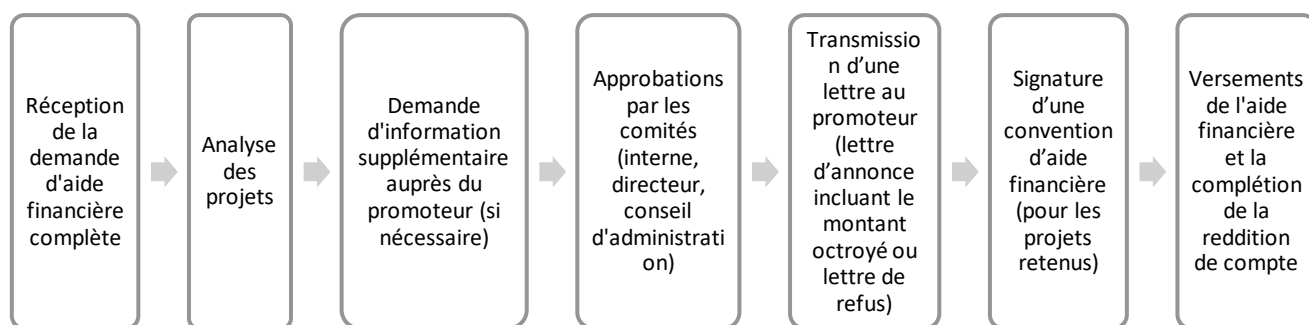 Réception
de la
demande
d'aide
financière
complète
Analyse
des
projets
Demande
d'information
supplémentaire
auprès du
promoteur (si
nécessaire)
Approbations
par les
comités
(interne,
directeur,
conseil
d'administrati
on)
Transmissio
n d’une
lettre au
promoteur
(lettre
d’annonce
incluant le
montant
octroyé ou
lettre de
refus)
Signature
d’une
convention
d’aide
financière
(pour les
projets
retenus)
Versements
de l'aide
financière
et la
complétion
de la
reddition
de compte